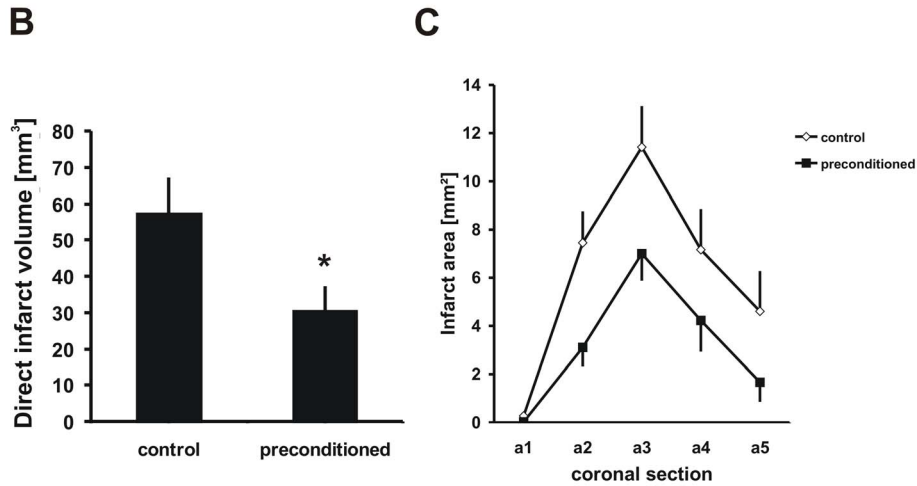 B
Direct infarct volume [mm³]
80
70
60
50
40
30
20
10
0
*
control
preconditioned
C
Infarct area [mm²]
14
12
10
8
6
4
2
0
a1
a2
a3
a4
a5
coronal section
control
preconditioned